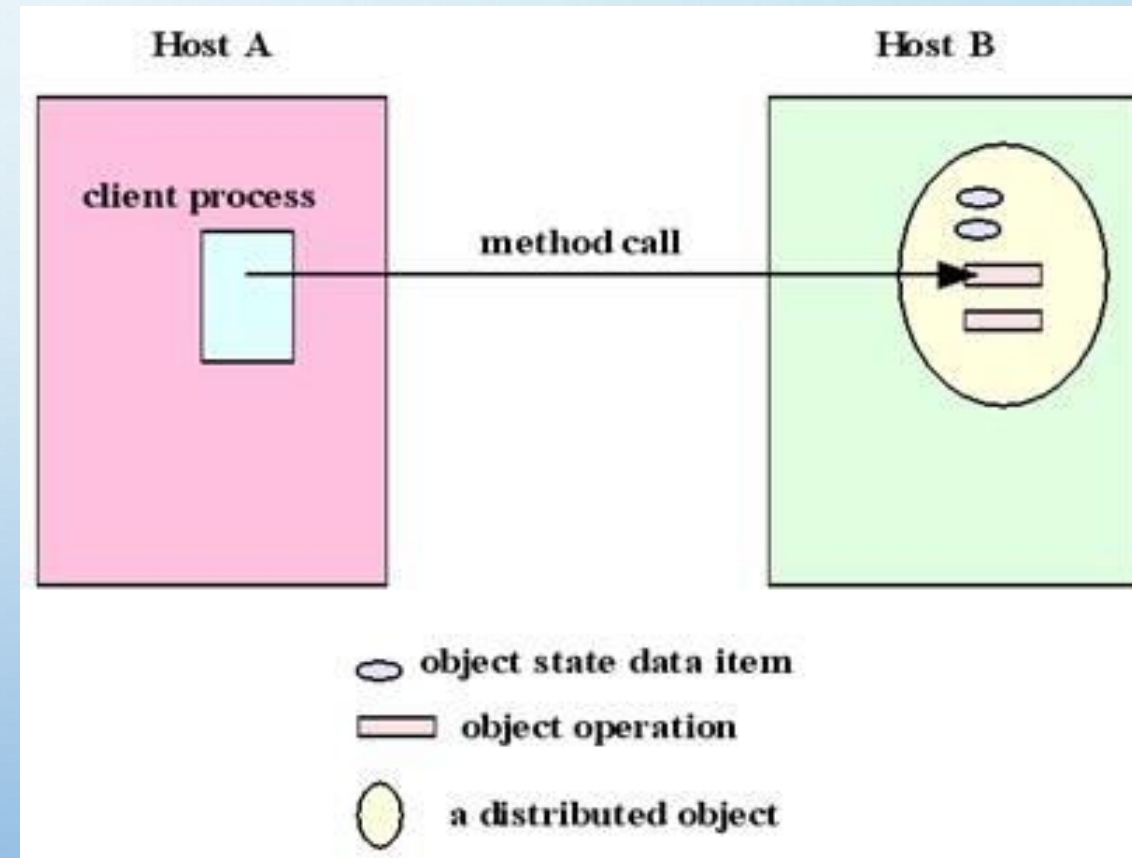 Host A
Host B
client process
method call
object state data item
object operation
a distributed object